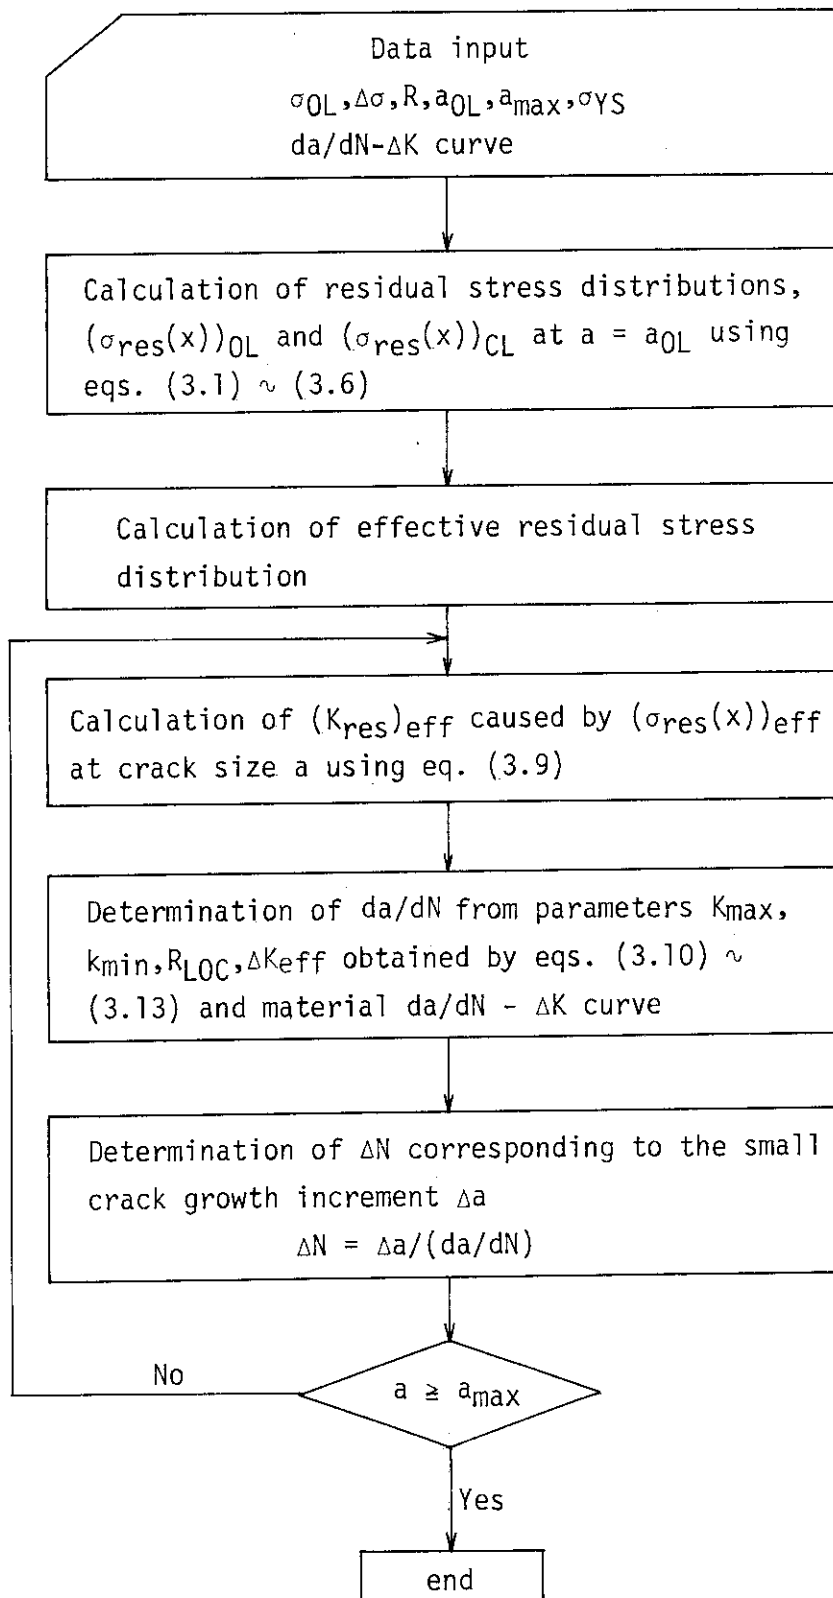 Data input
σOL,Δσ,R,aOL,amax,σYS
da/dN-ΔK curve
Calculation of residual stress distributions,
(σres(x))OL and (σres(x))CL at a = aOL using
eqs. (3.1) ~ (3.6)
Calculation of effective residual stress
distribution
Calculation of (Kres)eff caused by (σres(x))eff
at crack size a using eq. (3.9)
Determination of da/dN from parameters Kmax,
kmin,RLOC,ΔKeff obtained by eqs. (3.10) ~
(3.13) and material da/dN - ΔK curve
Determination of ΔN corresponding to the small
crack growth increment Δa
ΔN = Δa/(da/dN)
No
a ≧ amax
Yes
end